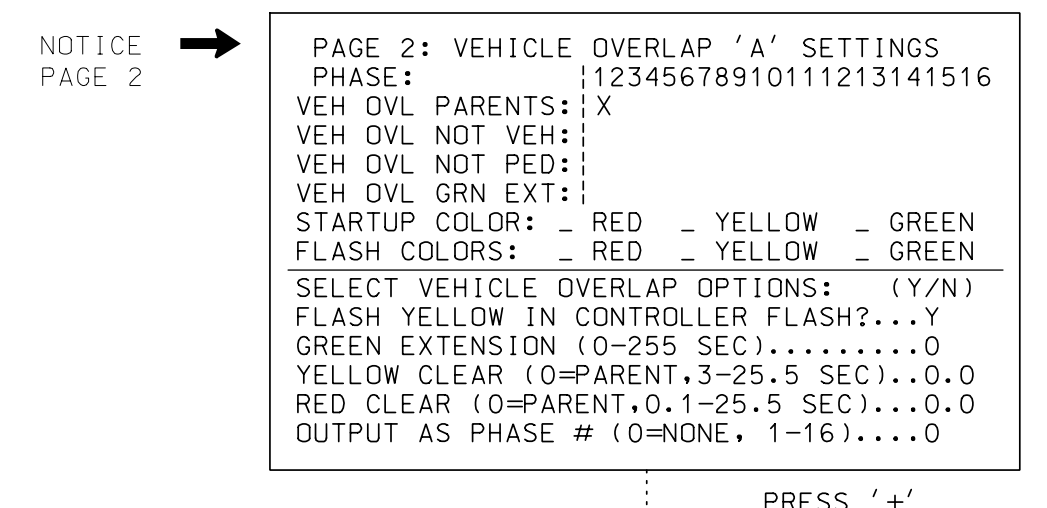 NOTICE
PAGE 2
PAGE 2: VEHICLE OVERLAP 'A' SETTINGS
PHASE: 12345678910111213141516
VEH OVL PARENTS: X
VEH OVL NOT VEH:
VEH OVL NOT PED:
VEH OVL GRN EXT:
STARTUP COLOR: _ RED _ YELLOW _ GREEN
FLASH COLORS: _ RED _ YELLOW _ GREEN
SELECT VEHICLE OVERLAP OPTIONS: (Y/N)
FLASH YELLOW IN CONTROLLER FLASH?...Y
GREEN EXTENSION (0-255 SEC).........0
YELLOW CLEAR (0=PARENT,3-25.5 SEC)..0.0
RED CLEAR (0=PARENT,0.1-25.5 SEC)...0.0
OUTPUT AS PHASE # (0=NONE, 1-16)....0
PRESS '+'